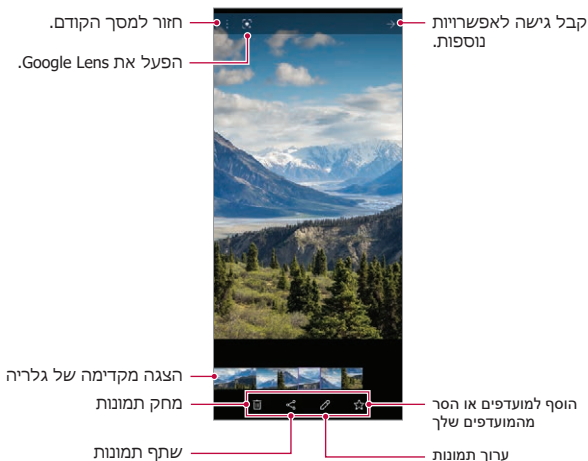 חזור למסך הקודם.
קבל גישה לאפשרויות
נוספות.
הפעל את Google Lens.
הצגה מקדימה של גלריה
מחק תמונות
הוסף למועדפים או הסר
מהמועדפים שלך
שתף תמונות
ערוך תמונות